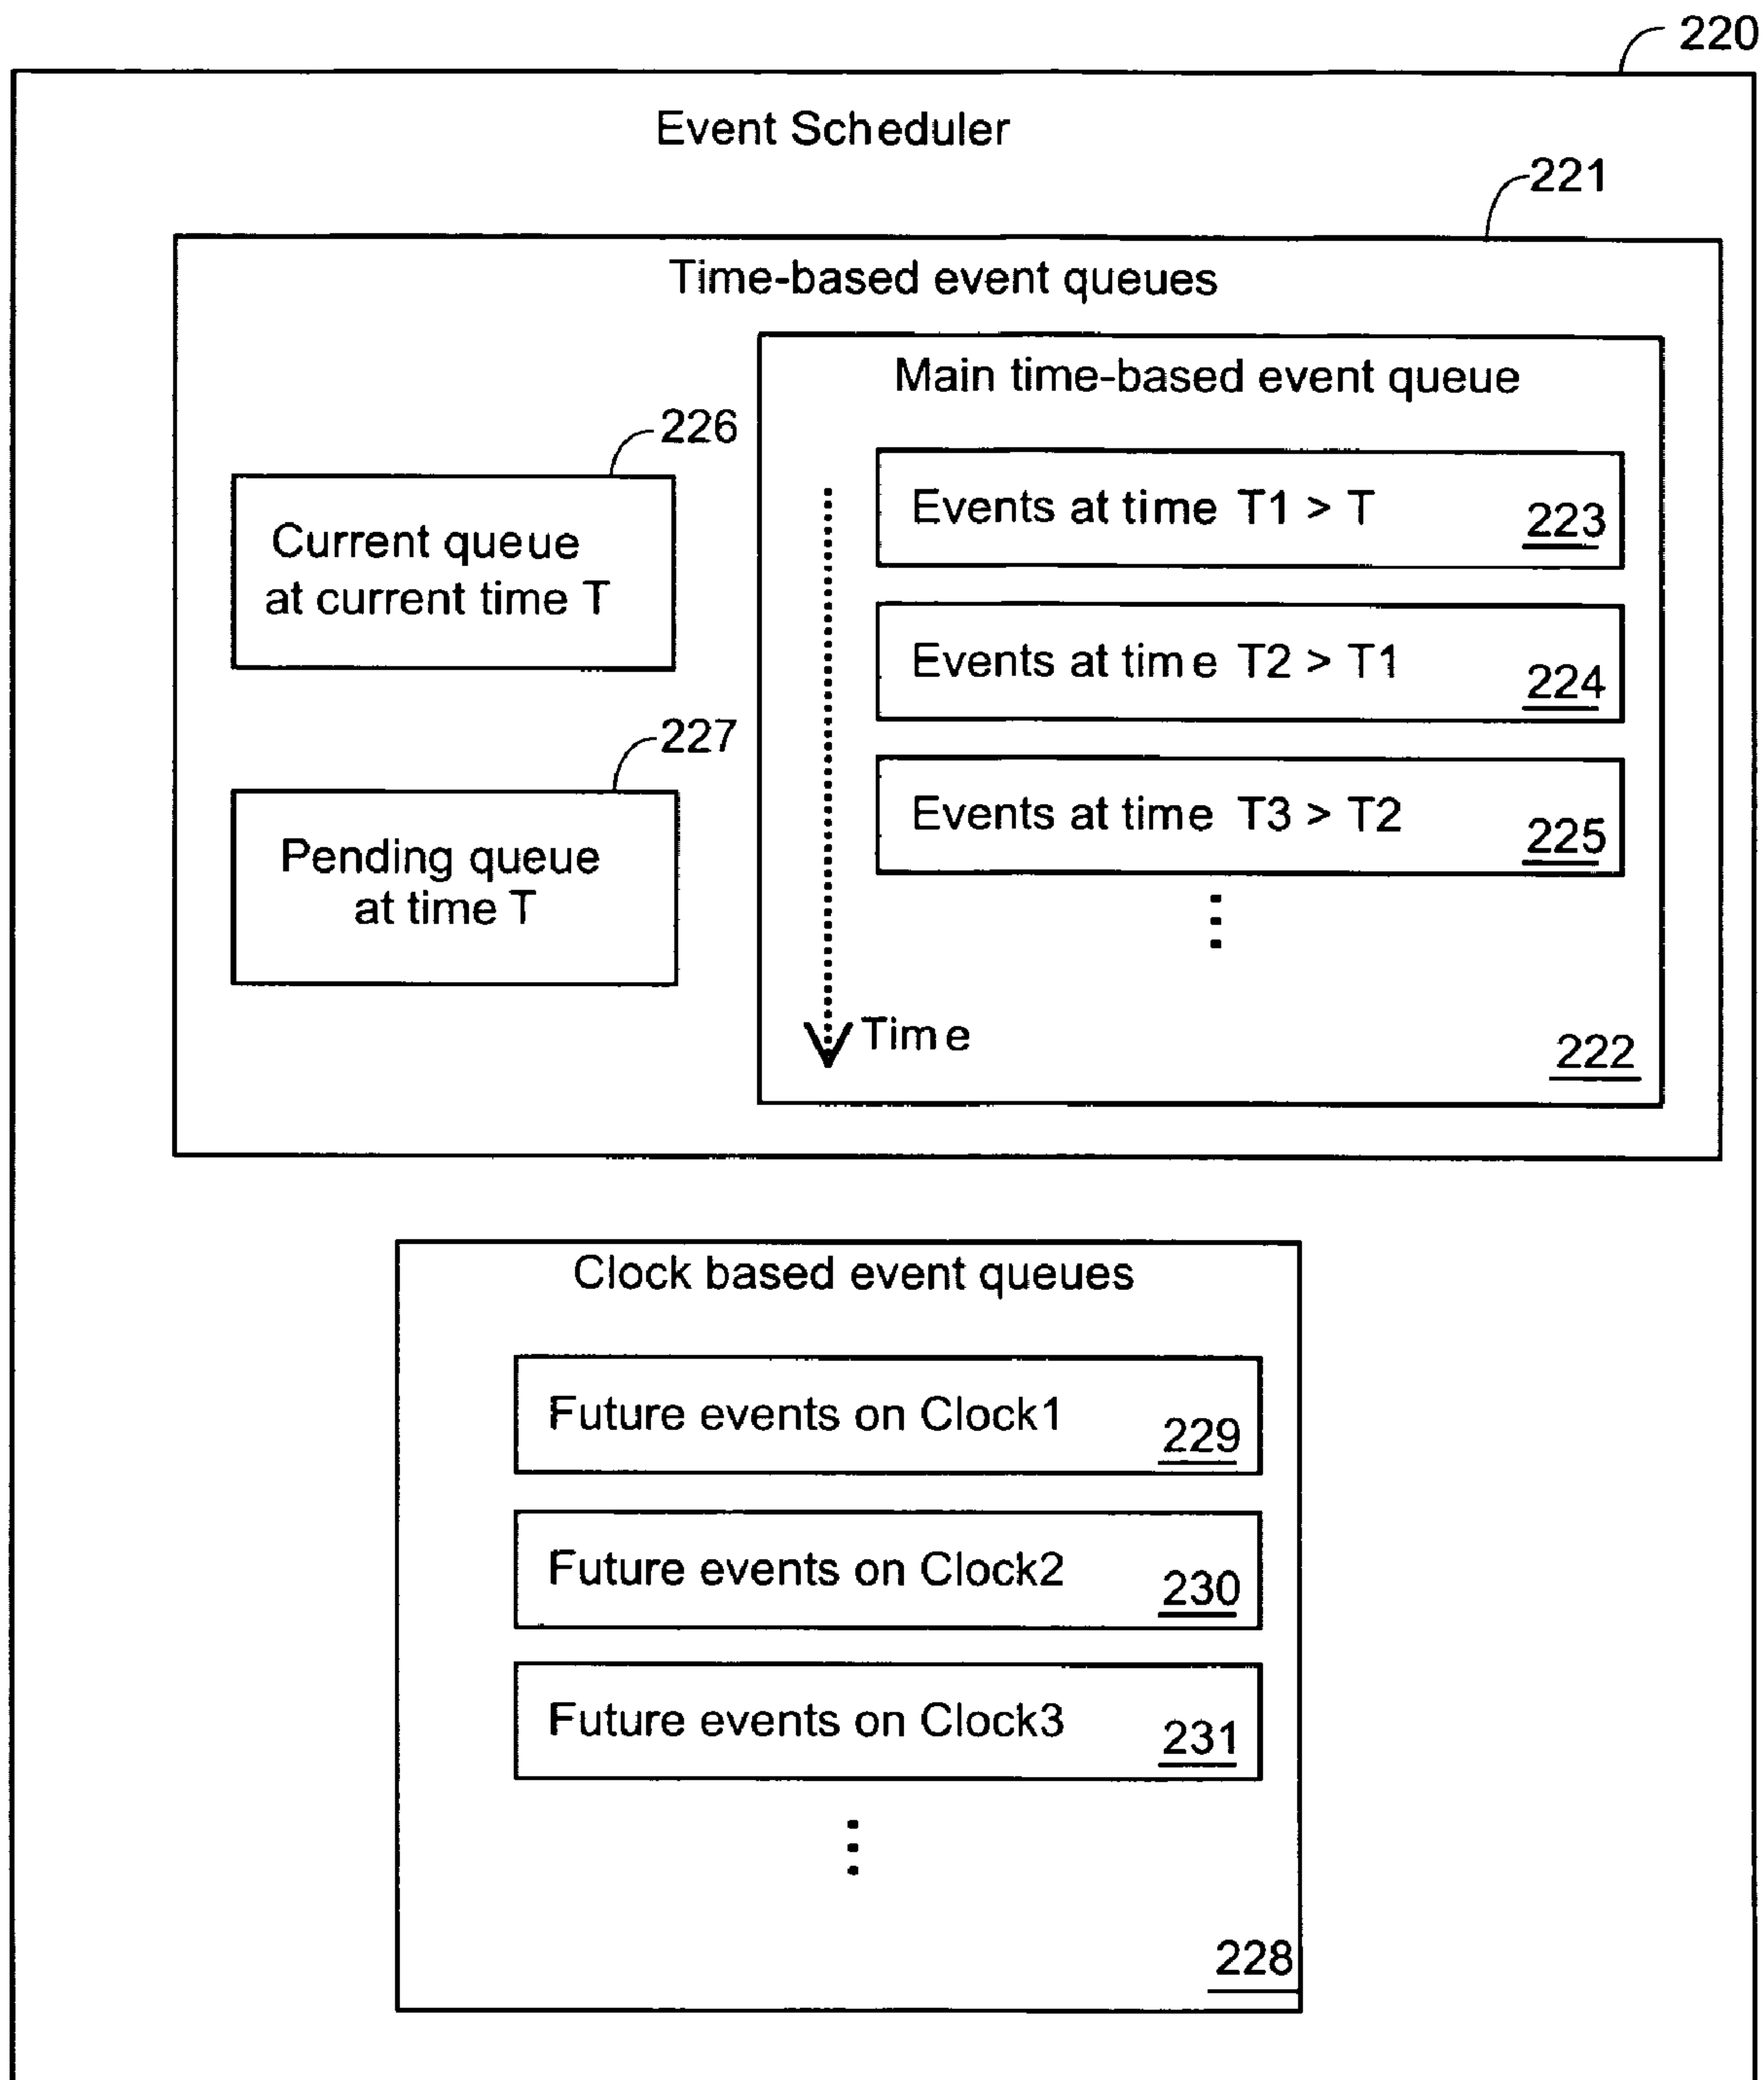 220
Event Scheduler
221
Time-based event queues
Main time-based event queue
226
Current queue
at current time T
Events at time T1 > T
223
Events at time T2 > T1
224
227
Pending queue
at time T
Events at time T3 > T2
225
Time
222
Clock based event queues
Future events on Clock1
229
Future events on Clock2
230
Future events on Clock3
231
228